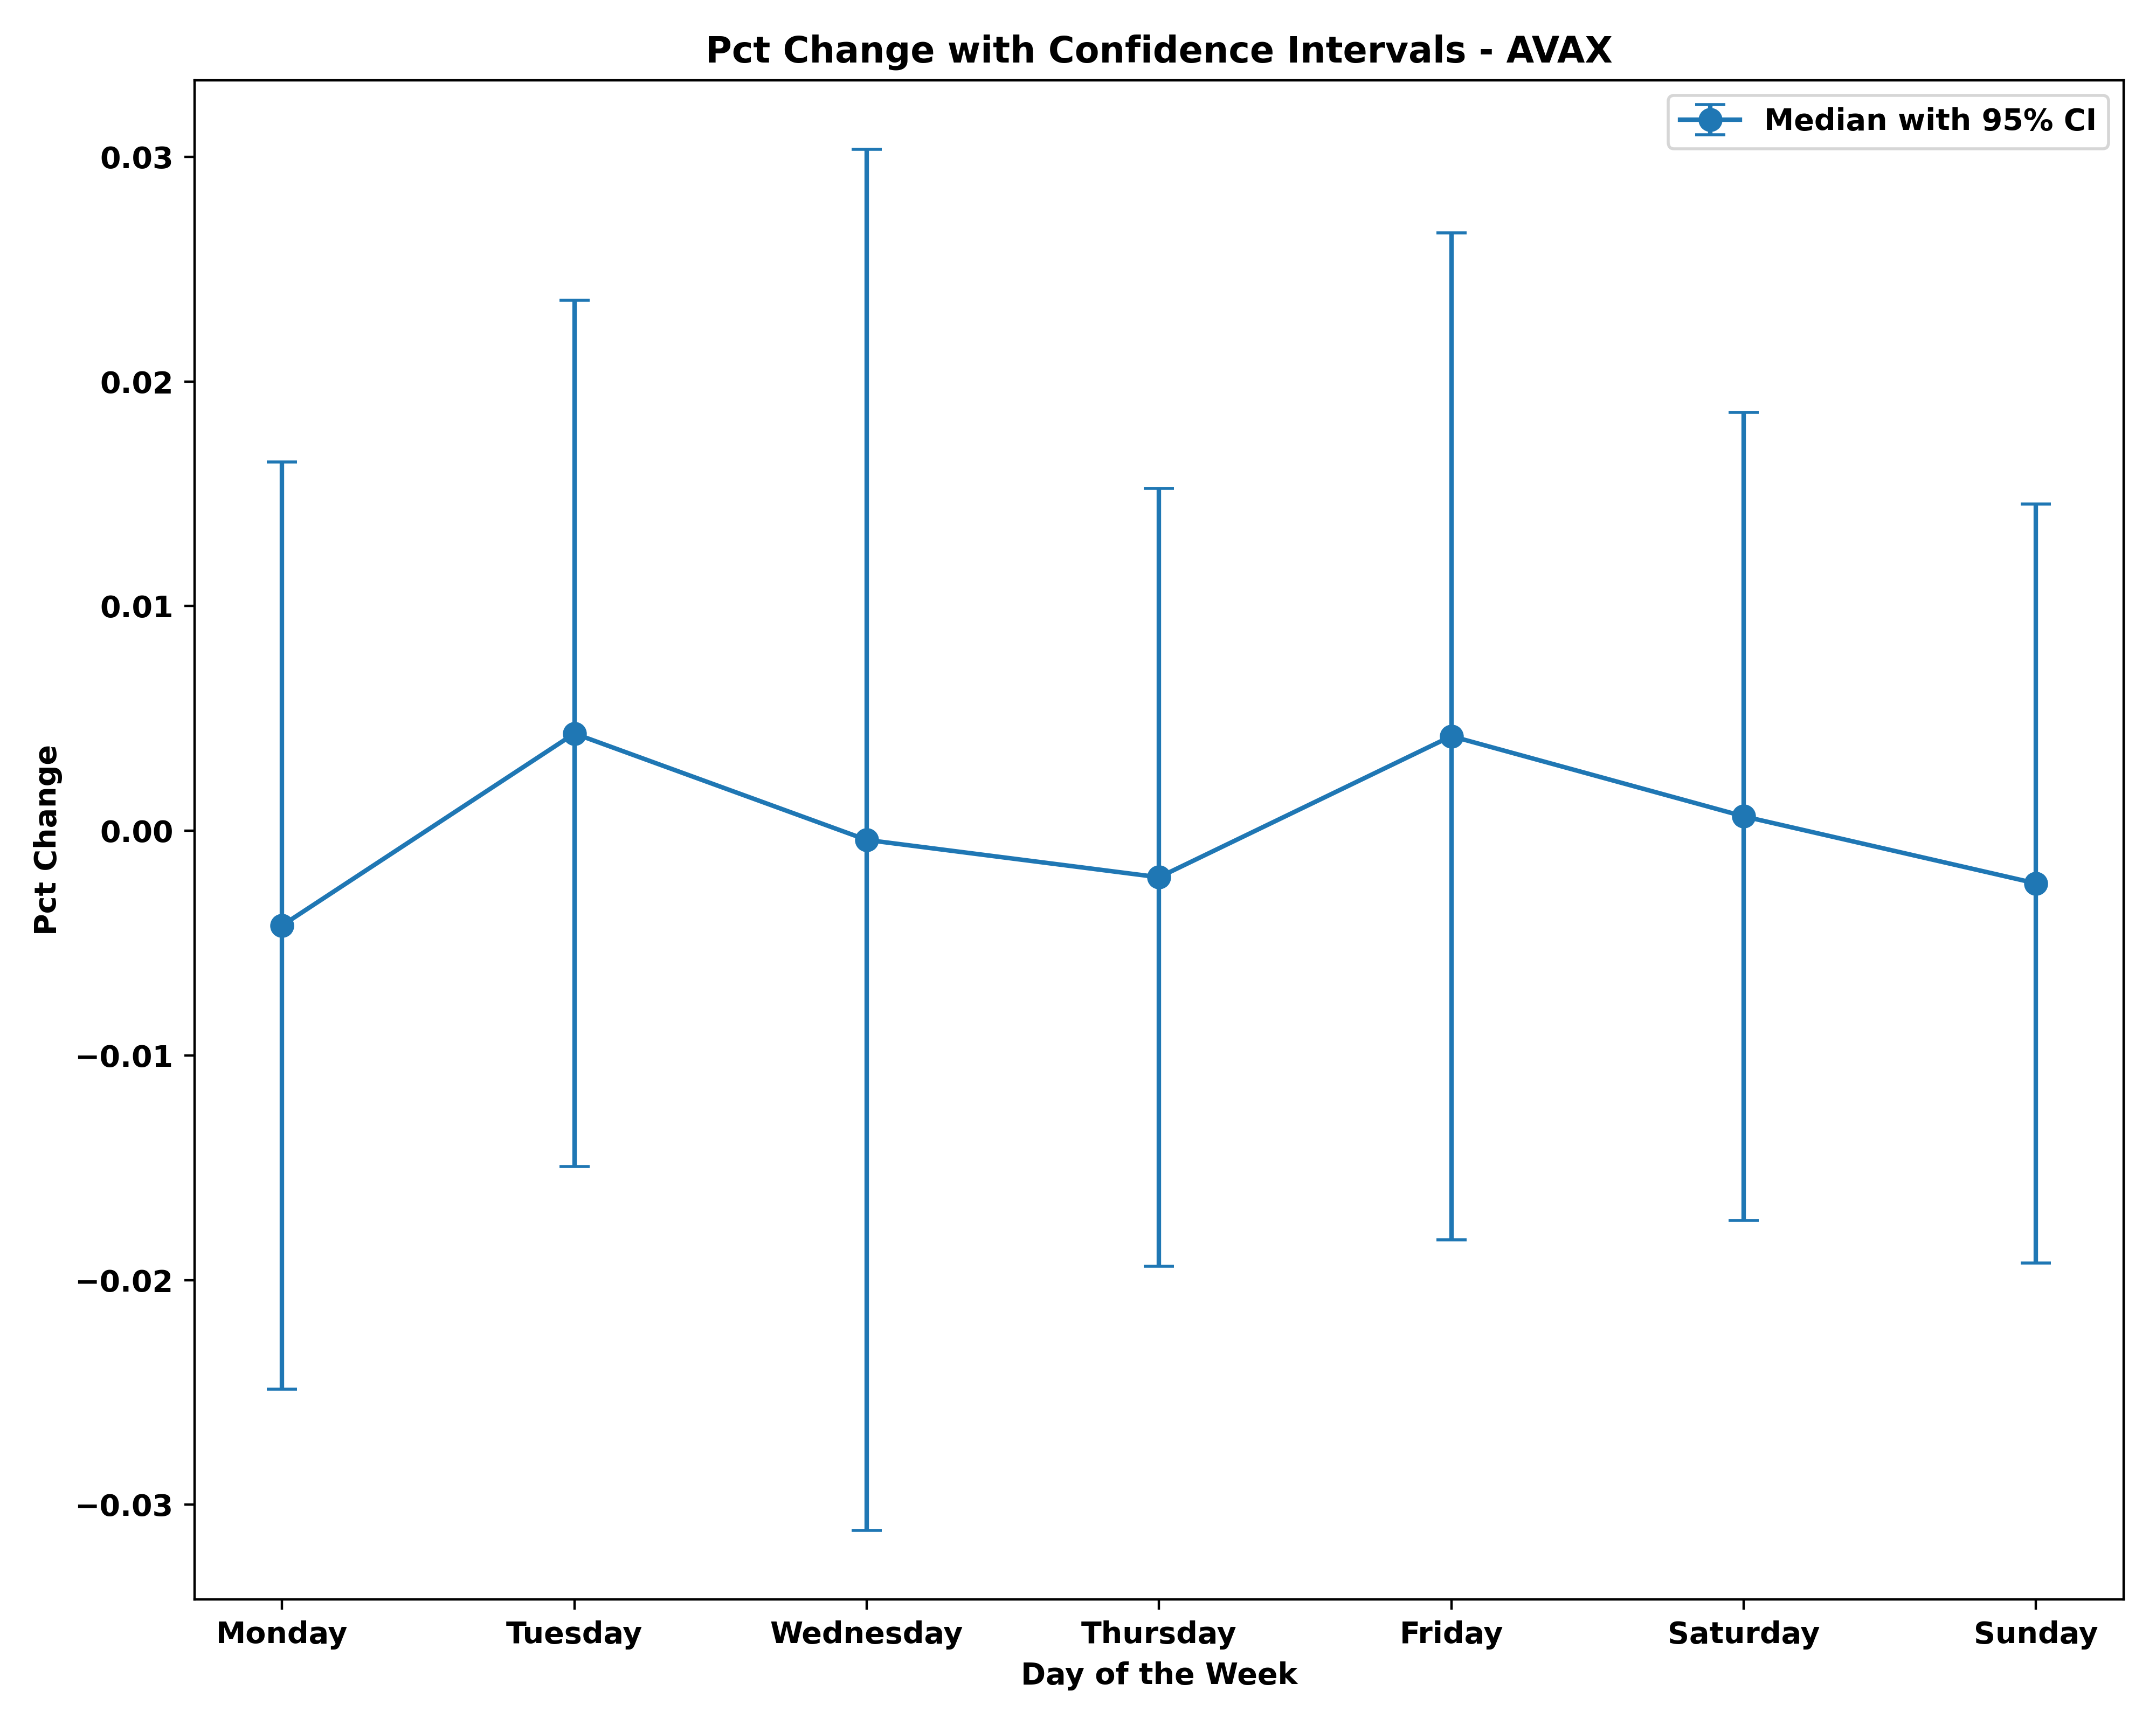 Pct Change with Confidence Intervals - AVAX
Median with 95% CI
Pct Change
0.03
0.02
0.01
0.00
−0.01
−0.02
−0.03
Monday Tuesday Wednesday Thursday Friday Saturday Sunday
Day of the Week